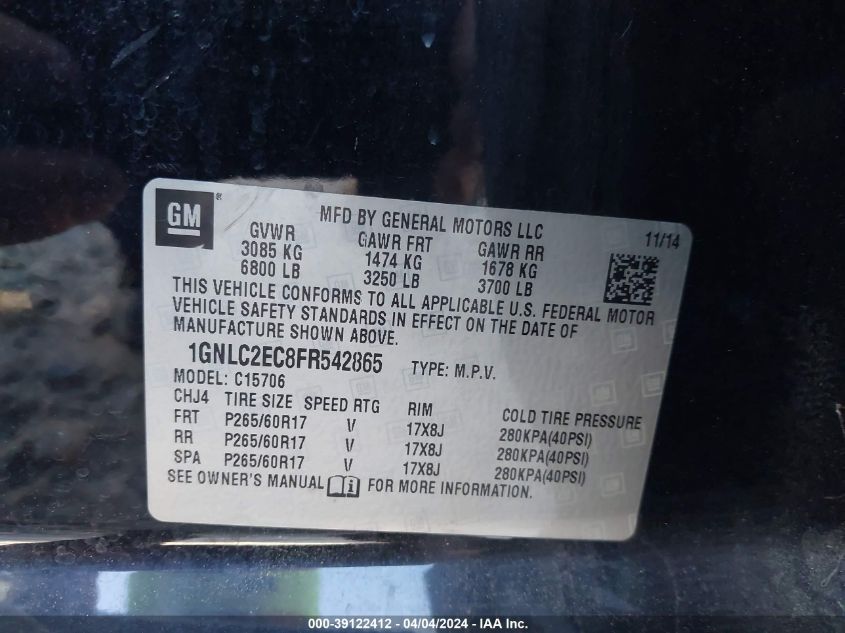 GM®
MFD BY GENERAL MOTORS LLC
11/14
GVWR GAWR FRT GAWR RR
3085 KG 1474 KG 1678 KG
6800 LB 3250 LB 3700 LB
THIS VEHICLE CONFORMS TO ALL APPLICABLE U.S. FEDERAL MOTOR
VEHICLE SAFETY STANDARDS IN EFFECT ON THE DATE OF
MANUFACTURE SHOWN ABOVE.
1GNLC2EC8FR542865 TYPE: M.P.V.
MODEL: C15706
CHJ4 TIRE SIZE SPEED RTG RIM COLD TIRE PRESSURE
FRT P265/60R17 V 17X8J 280KPA(40PSI)
RR P265/60R17 V 17X8J 280KPA(40PSI)
SPA P265/60R17 V 17X8J 280KPA(40PSI)
SEE OWNER'S MANUAL FOR MORE INFORMATION.
000-39122412 - 04/04/2024 - IAA Inc.